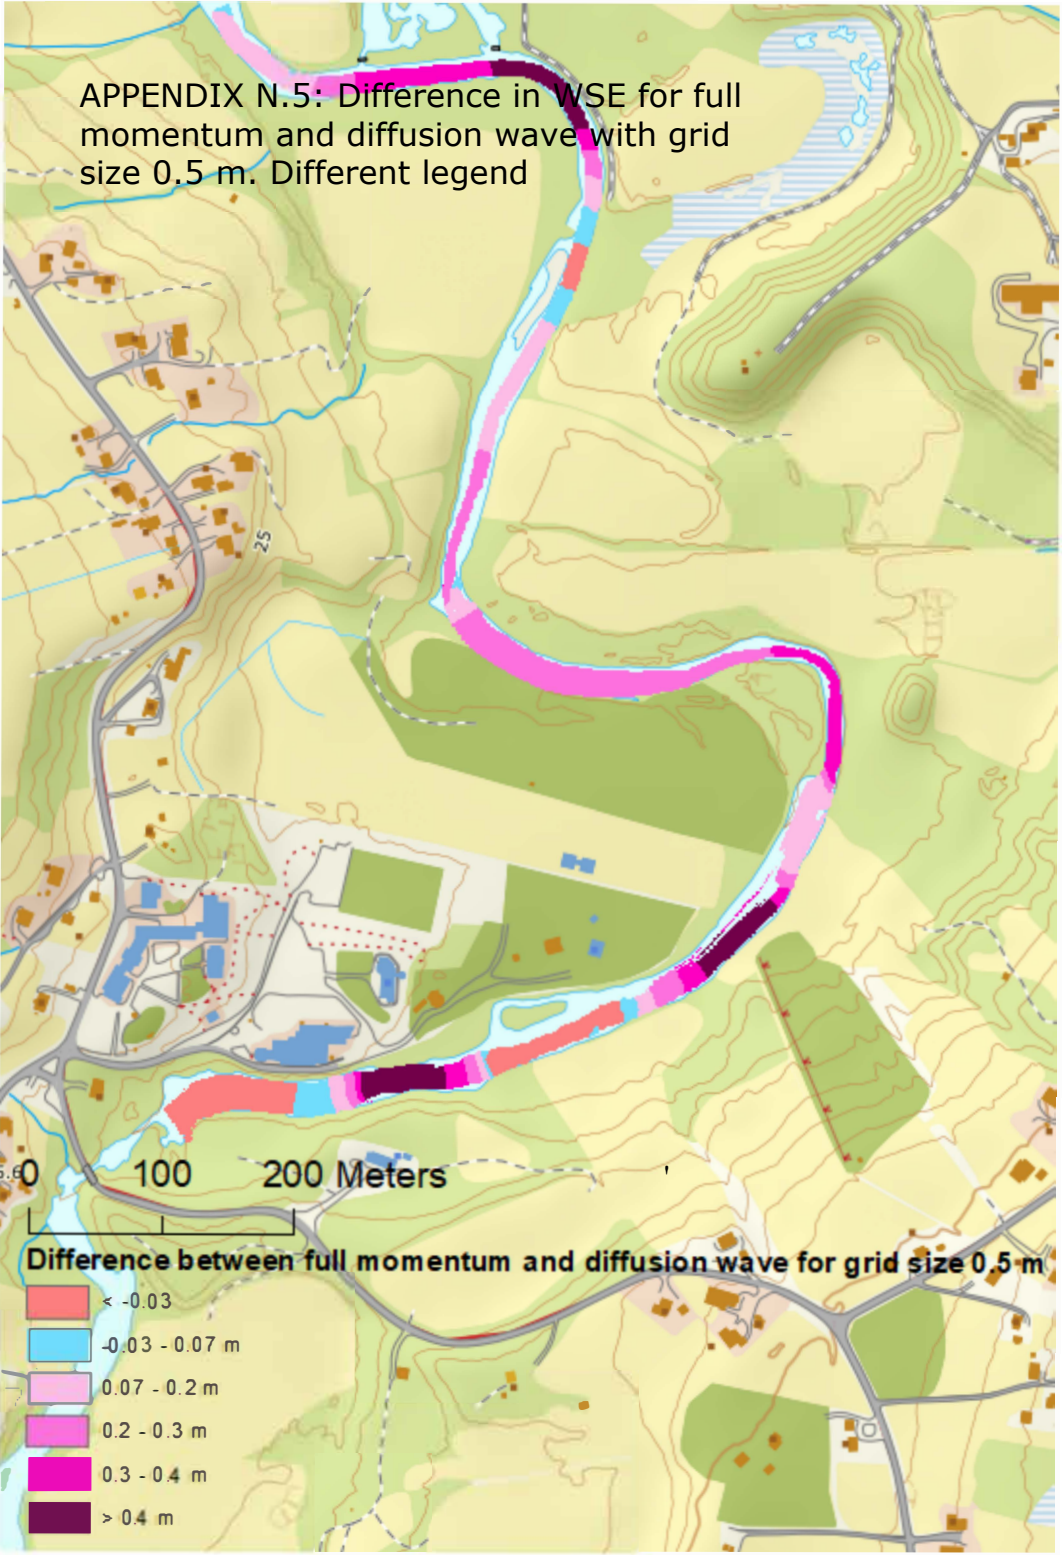 APPENDIX N.5: Difference in WSE for full
momentum and diffusion wave with grid
size 0.5 m. Different legend
25
0 100 200 Meters
Difference between full momentum and diffusion wave for grid size 0.5 m
< -0.03
-0.03 - 0.07 m
0.07 - 0.2 m
0.2 - 0.3 m
0.3 - 0.4 m
> 0.4 m